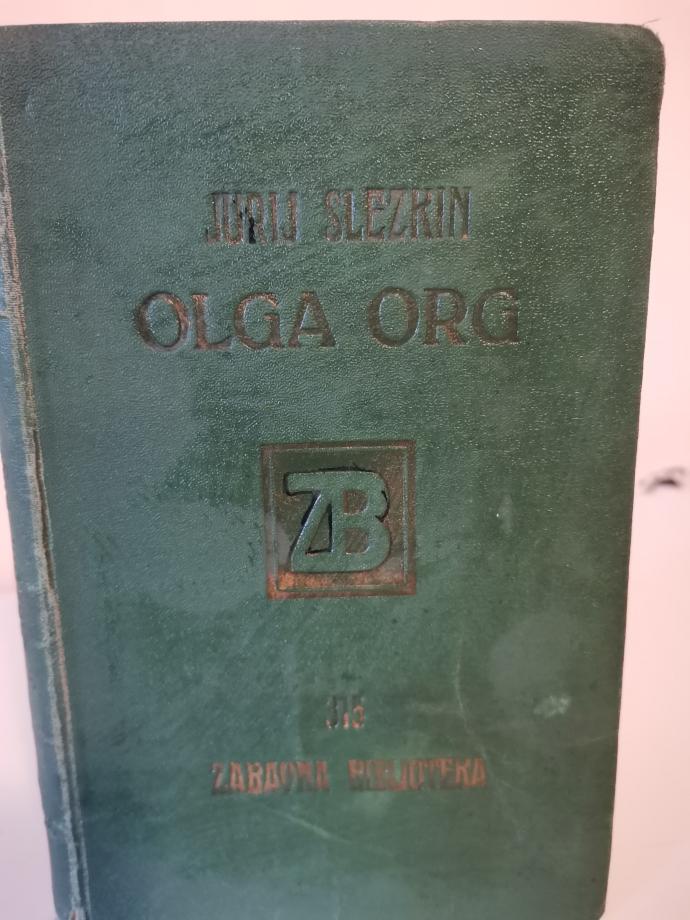 JURIJ SLEZKIN
OLGA ORG
ZB
315
ZABAVNA BIBLIOTEKA